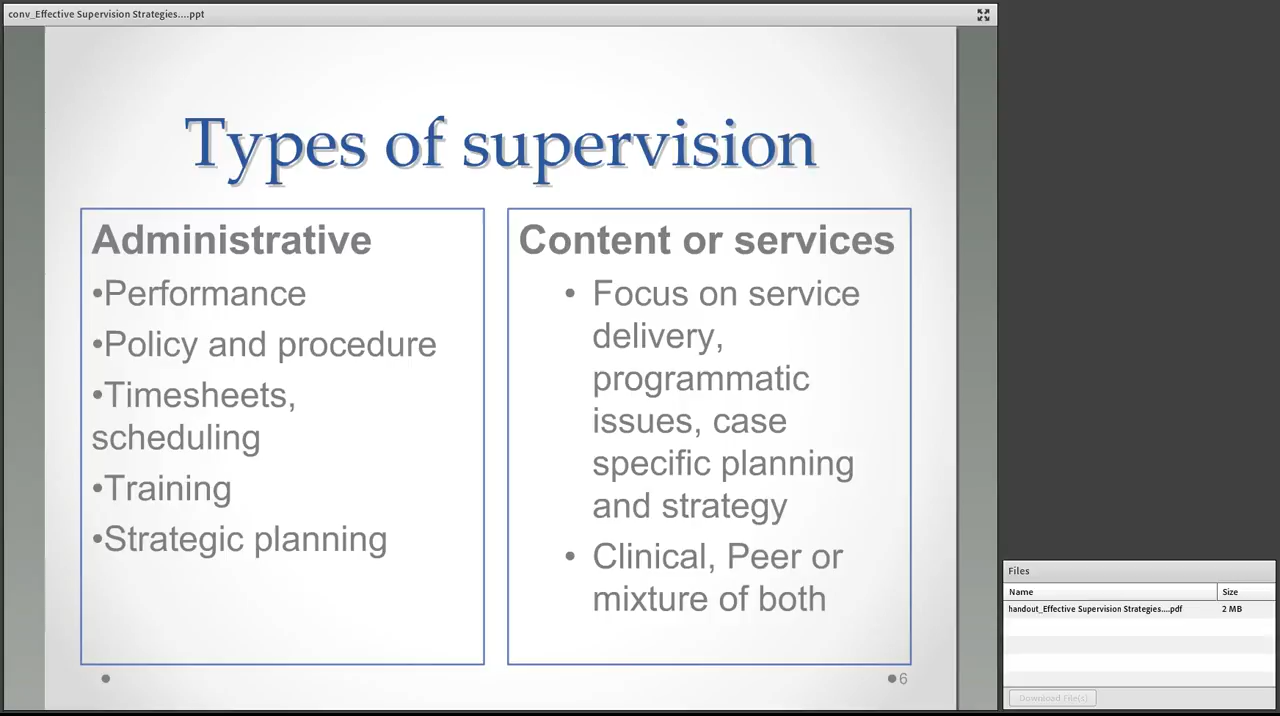 conv_Effective Supervision Strategies....ppt
Types of supervision
Administrative
•Performance
•Policy and procedure
•Timesheets,
scheduling
•Training
•Strategic planning
Content or services
• Focus on service
delivery,
programmatic
issues, case
specific planning
and strategy
• Clinical, Peer or
mixture of both
6
Files
Name Size
handout_Effective Supervision Strategies....pdf 2 MB
Download File(s)